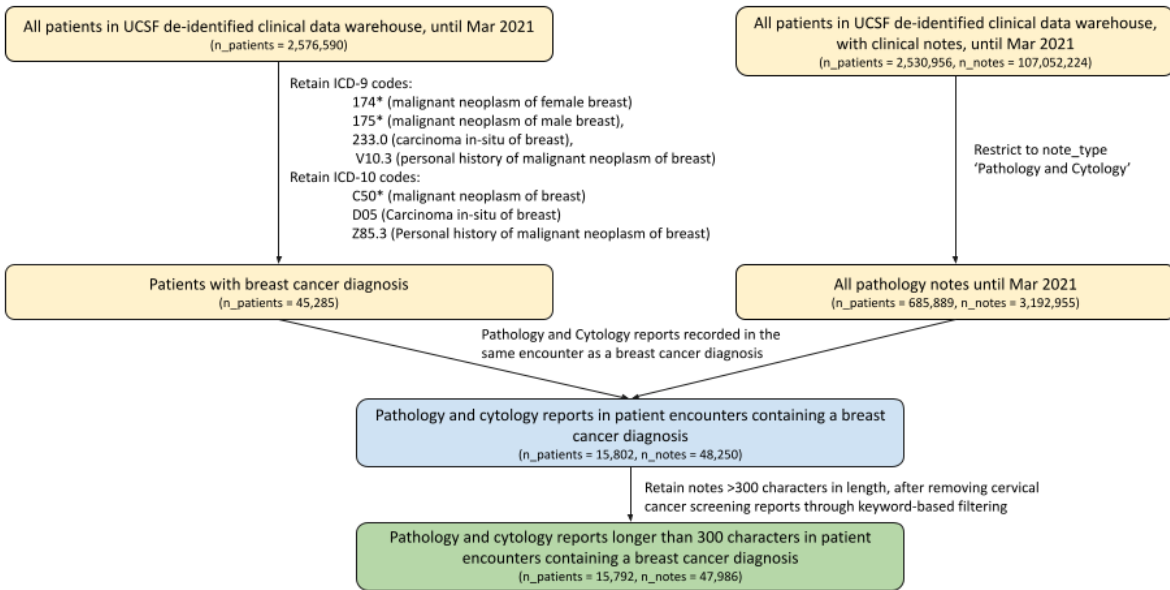 All patients in UCSF de-identified clinical data warehouse, until Mar 2021
(n_patients = 2,576,590)
All patients in UCSF de-identified clinical data warehouse,
with clinical notes, until Mar 2021
(n_patients = 2,530,956, n_notes = 107,052,224)
Retain ICD-9 codes:
174* (malignant neoplasm of female breast)
175* (malignant neoplasm of male breast),
233.0 (carcinoma in-situ of breast),
V10.3 (personal history of malignant neoplasm of breast)
Retain ICD-10 codes:
C50* (malignant neoplasm of breast)
D05 (Carcinoma in-situ of breast)
Z85.3 (Personal history of malignant neoplasm of breast)
Restrict to note_type
‘Pathology and Cytology’
Patients with breast cancer diagnosis
(n_patients = 45,285)
All pathology notes until Mar 2021
(n_patients = 685,889, n_notes = 3,192,955)
Pathology and Cytology reports recorded in the
same encounter as a breast cancer diagnosis
Pathology and cytology reports in patient encounters containing a breast
cancer diagnosis
(n_patients = 15,802, n_notes = 48,250)
Retain notes >300 characters in length, after removing cervical
cancer screening reports through keyword-based filtering
Pathology and cytology reports longer than 300 characters in patient
encounters containing a breast cancer diagnosis
(n_patients = 15,792, n_notes = 47,986)